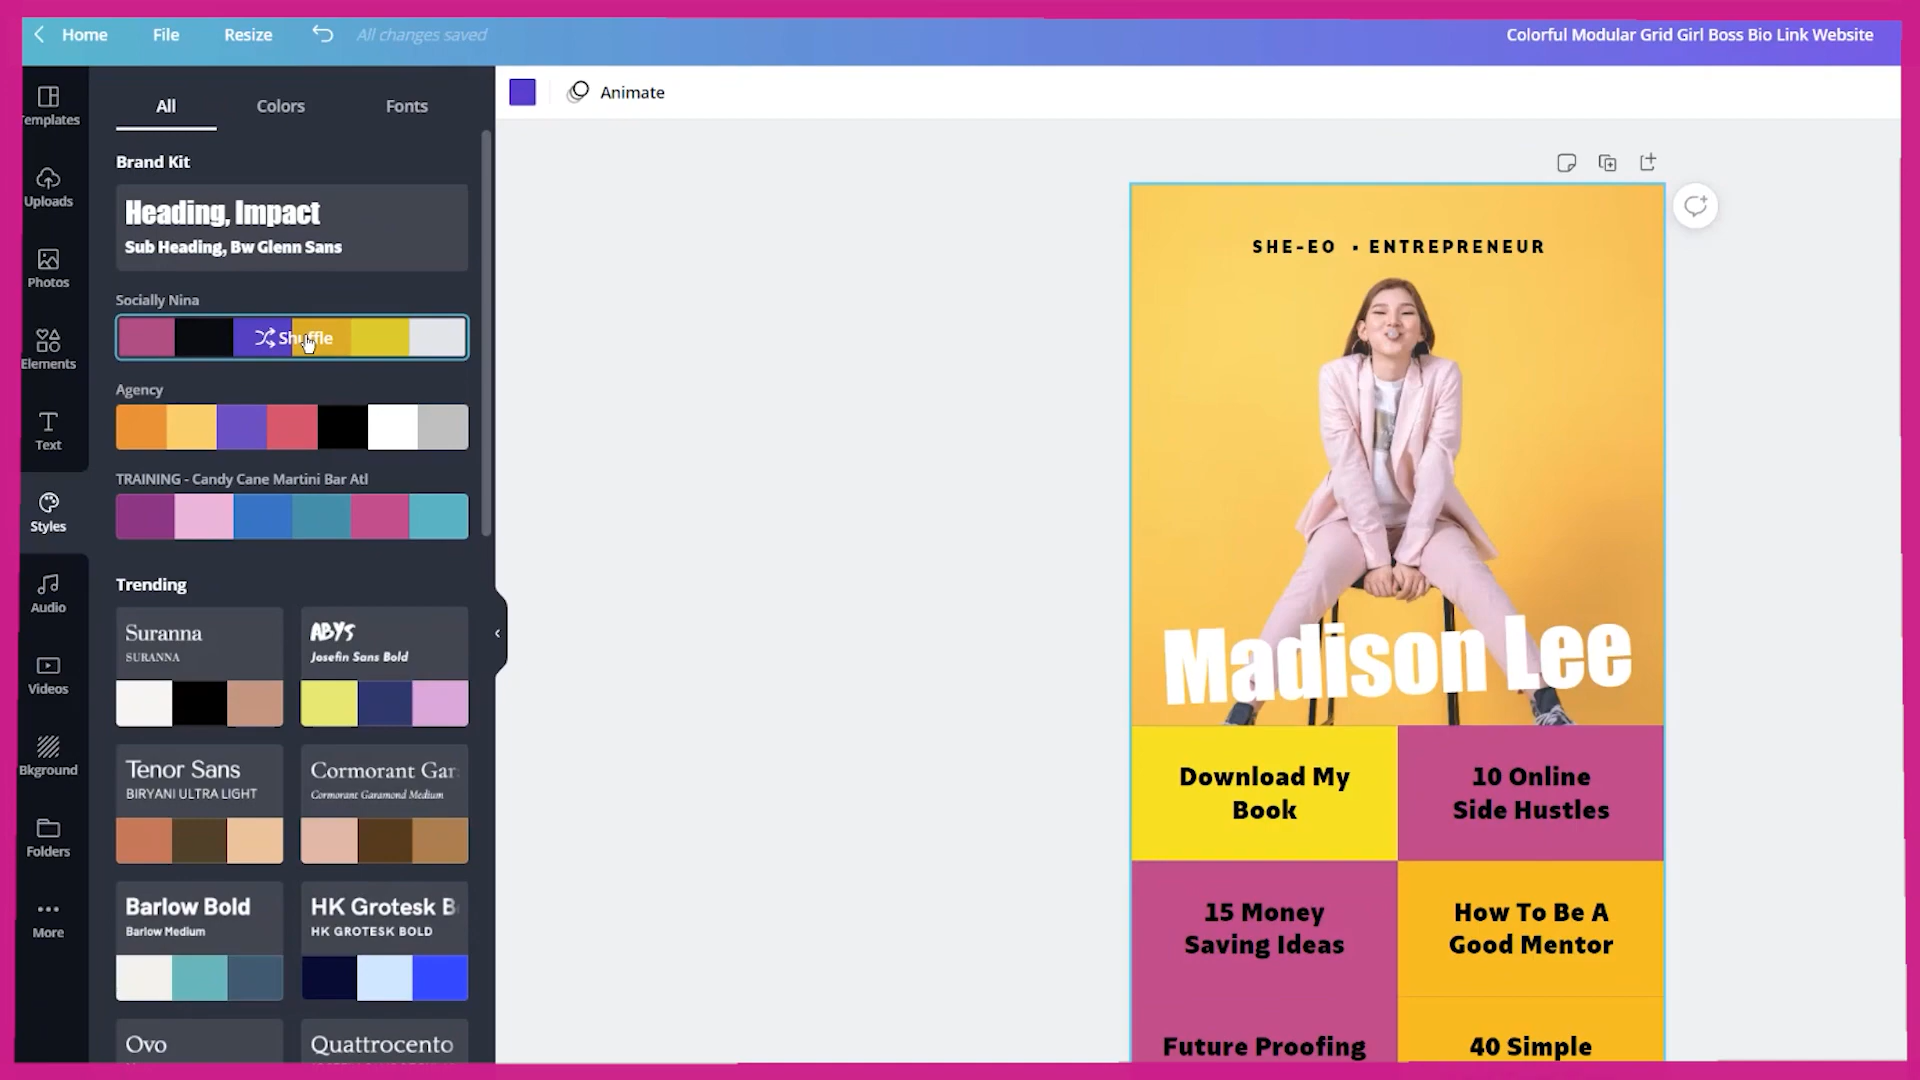 Home
File
Resize
All changes saved
Colorful Modular Grid Girl Boss Bio Link Website
Templates
Uploads
Photos
Elements
Text
Styles
Audio
Videos
Bkground
Folders
More
All
Colors
Fonts
Brand Kit
Heading, Impact
Sub Heading, Bw Glenn Sans
Socially Nina
Shuffle
Agency
TRAINING - Candy Cane Martini Bar Atl
Trending
Suranna
SURANNA
ABYS
Josefin Sans Bold
Tenor Sans
BIRYANI ULTRA LIGHT
Cormorant Gar
Cormorant Garamond Medium
Barlow Bold
Barlow Medium
HK Grotesk B
HK GROTESK BOLD
Ovo
Quattrocento
Animate
SHE-EO • ENTREPRENEUR
Madison Lee
Download My
Book
10 Online
Side Hustles
15 Money
Saving Ideas
How To Be A
Good Mentor
Future Proofing
40 Simple